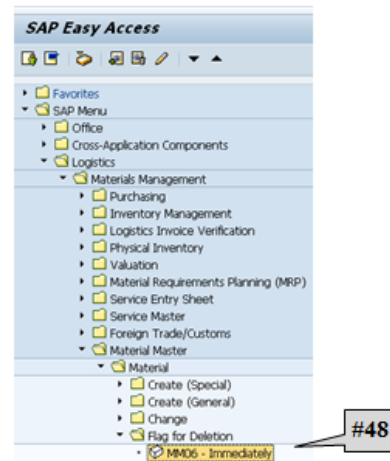 SAP Easy Access
Favorites
SAP Menu
Office
Cross-Application Components
Logistics
Materials Management
Purchasing
Inventory Management
Logistics Invoice Verification
Physical Inventory
Valuation
Material Requirements Planning (MRP)
Service Entry Sheet
Service Master
Foreign Trade/Customs
Material Master
Material
Create (Special)
Create (General)
Change
Flag for Deletion
MM06 - Immediately
#48